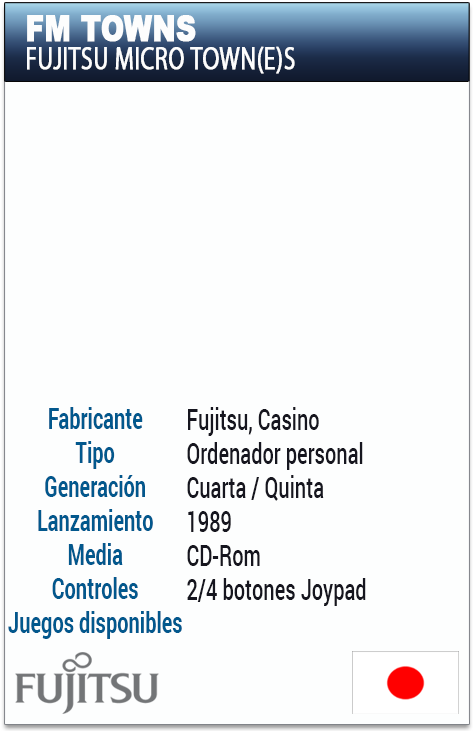 FM TOWNS
FUJITSU MICRO TOWN(E)S
Fabricante Fujitsu, Casino
Tipo Ordenador personal
Generación Cuarta / Quinta
Lanzamiento 1989
Media CD-Rom
Controles 2/4 botones Joypad
Juegos disponibles
FUJITSU